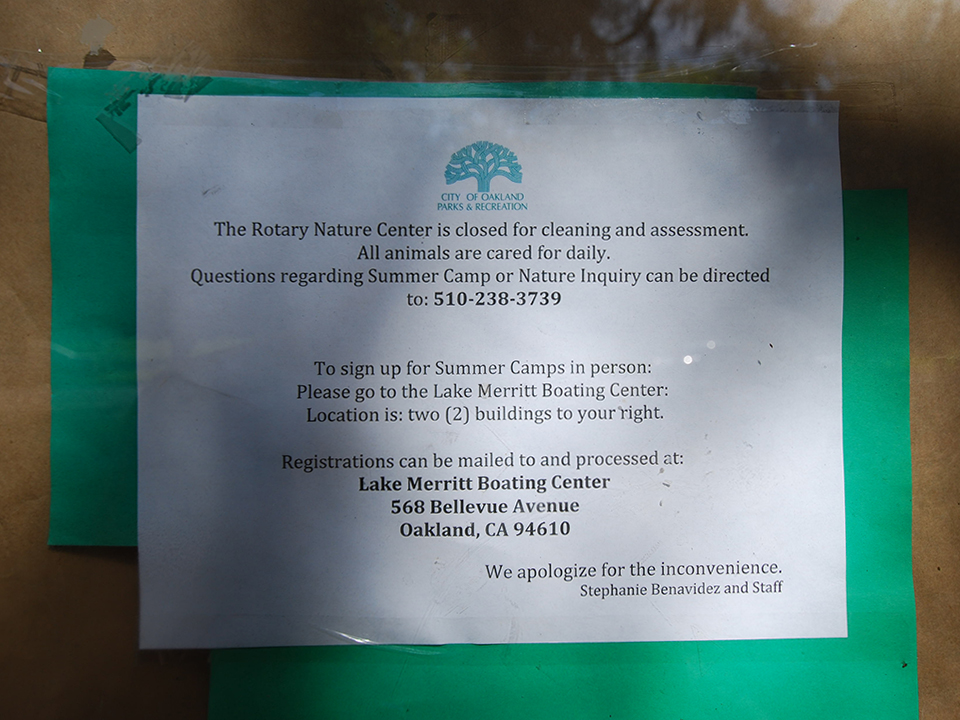 CITY OF OAKLAND
PARKS & RECREATION
The Rotary Nature Center is closed for cleaning and assessment.
All animals are cared for daily.
Questions regarding Summer Camp or Nature Inquiry can be directed
to: 510-238-3739
To sign up for Summer Camps in person:
Please go to the Lake Merritt Boating Center:
Location is: two (2) buildings to your right.
Registrations can be mailed to and processed at:
Lake Merritt Boating Center
568 Bellevue Avenue
Oakland, CA 94610
We apologize for the inconvenience.
Stephanie Benavidez and Staff